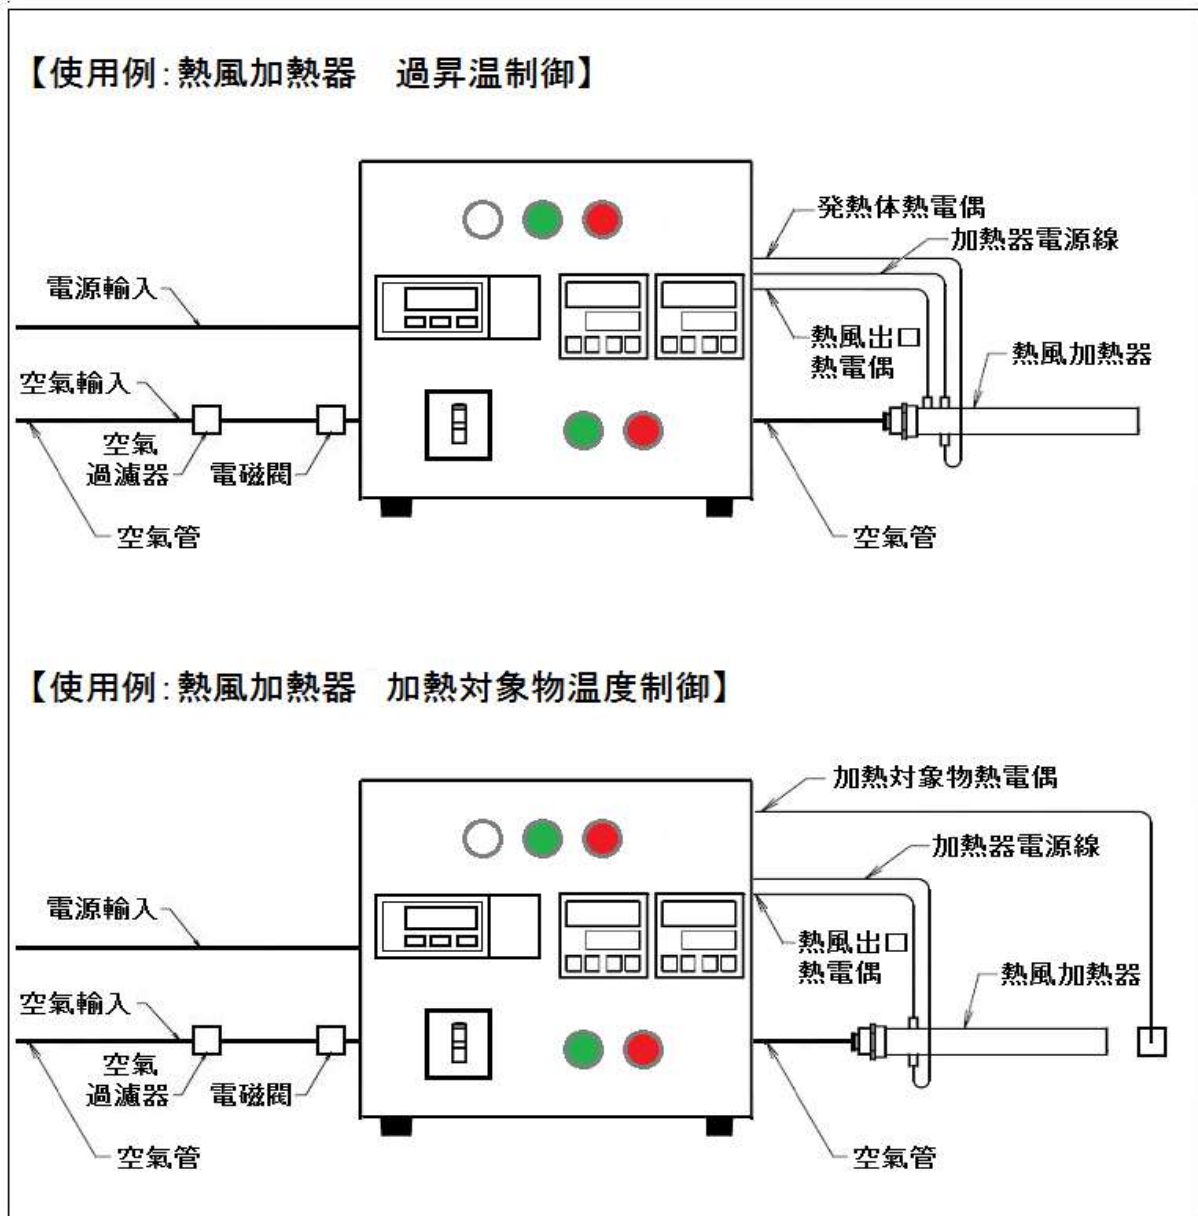 【使用例:熱風加熱器　過昇温制御】
発熱体熱電偶
加熱器電源線
電源輸入
熱風出口
熱電偶
熱風加熱器
空氣輸入
空氣
過濾器
電磁閥
空氣管
空氣管
【使用例:熱風加熱器　加熱対象物温度制御】
加熱対象物熱電偶
加熱器電源線
電源輸入
熱風出口
熱電偶
熱風加熱器
空氣輸入
空氣
過濾器
電磁閥
空氣管
空氣管